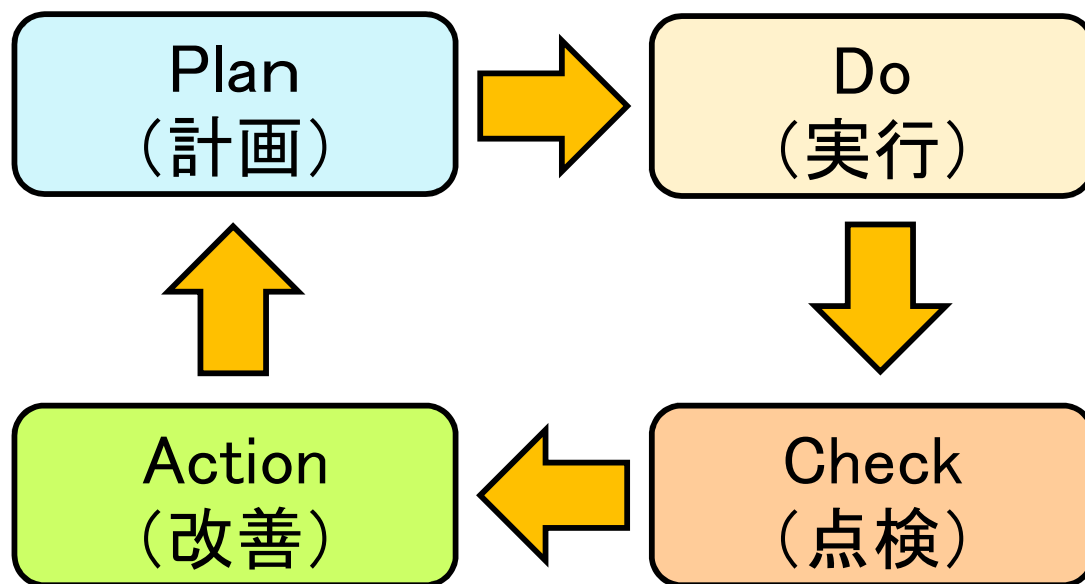 Plan
（計画）
Do
（実行）
Action
（改善）
Check
（点検）